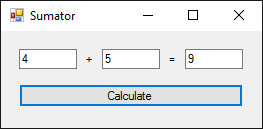 Sumator
4 + 5 = 9
Calculate